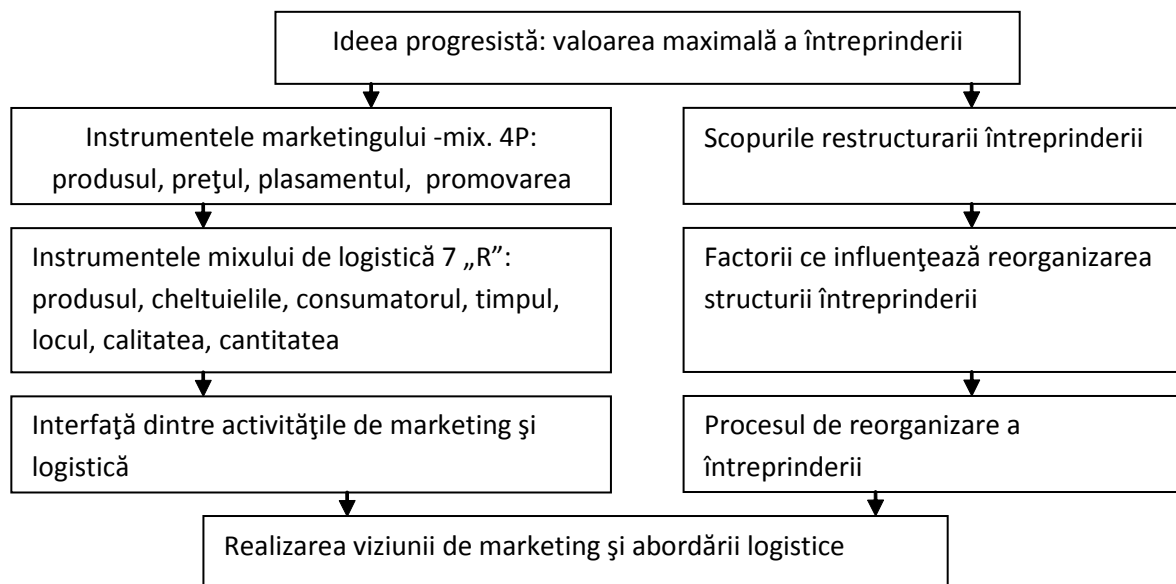 Ideea progresistă: valoarea maximală a întreprinderii
Instrumentele marketingului -mix. 4P:
produsul, preţul, plasamentul, promovarea
Scopurile restructurarii întreprinderii
Instrumentele mixului de logistică 7 „R”:
produsul, cheltuielile, consumatorul, timpul,
locul, calitatea, cantitatea
Factorii ce influenţează reorganizarea
structurii întreprinderii
Interfaţă dintre activităţile de marketing şi
logistică
Procesul de reorganizare a
întreprinderii
Realizarea viziunii de marketing şi abordării logistice